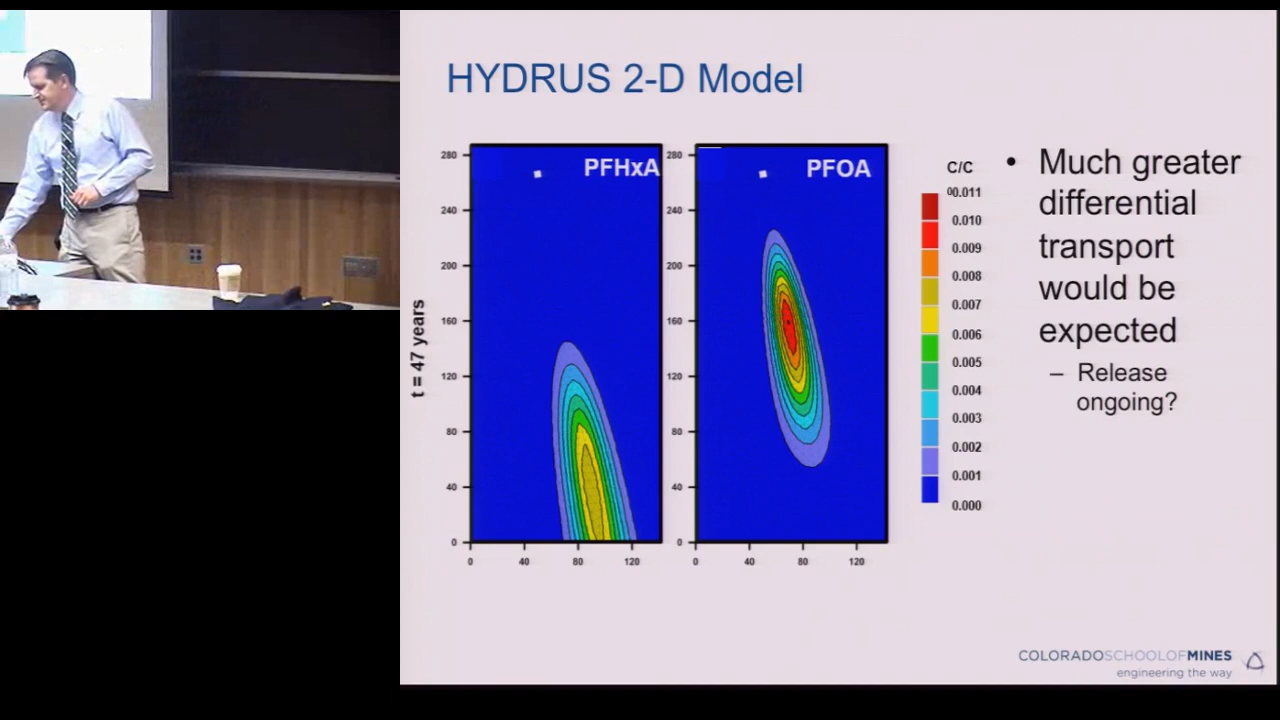 HYDRUS 2-D Model
t = 47 years
PFHxA
280
240
200
160
120
80
40
0
0 40 80 120
PFOA
280
240
200
160
120
80
40
0
0 40 80 120
C/C
00.011
0.010
0.009
0.008
0.007
0.006
0.005
0.004
0.003
0.002
0.001
0.000
• Much greater
differential
transport
would be
expected
– Release
ongoing?
COLORADOSCHOOLOFMINES
engineering the way